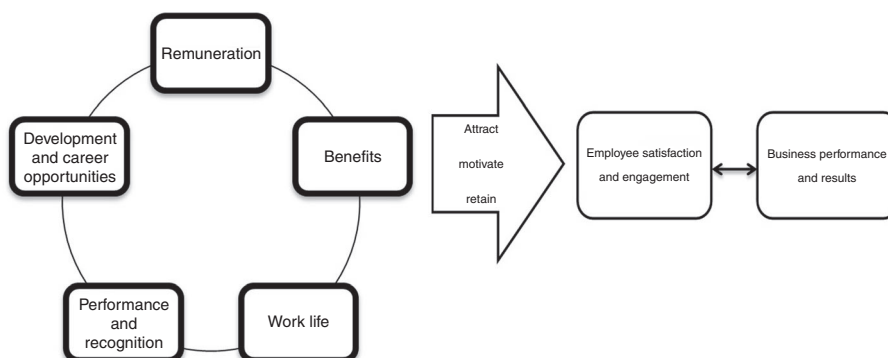 Remuneration
Development
and career
opportunities
Benefits
Performance
and
recognition
Work life
Attract
motivate
retain
Employee satisfaction
and engagement
Business performance
and results